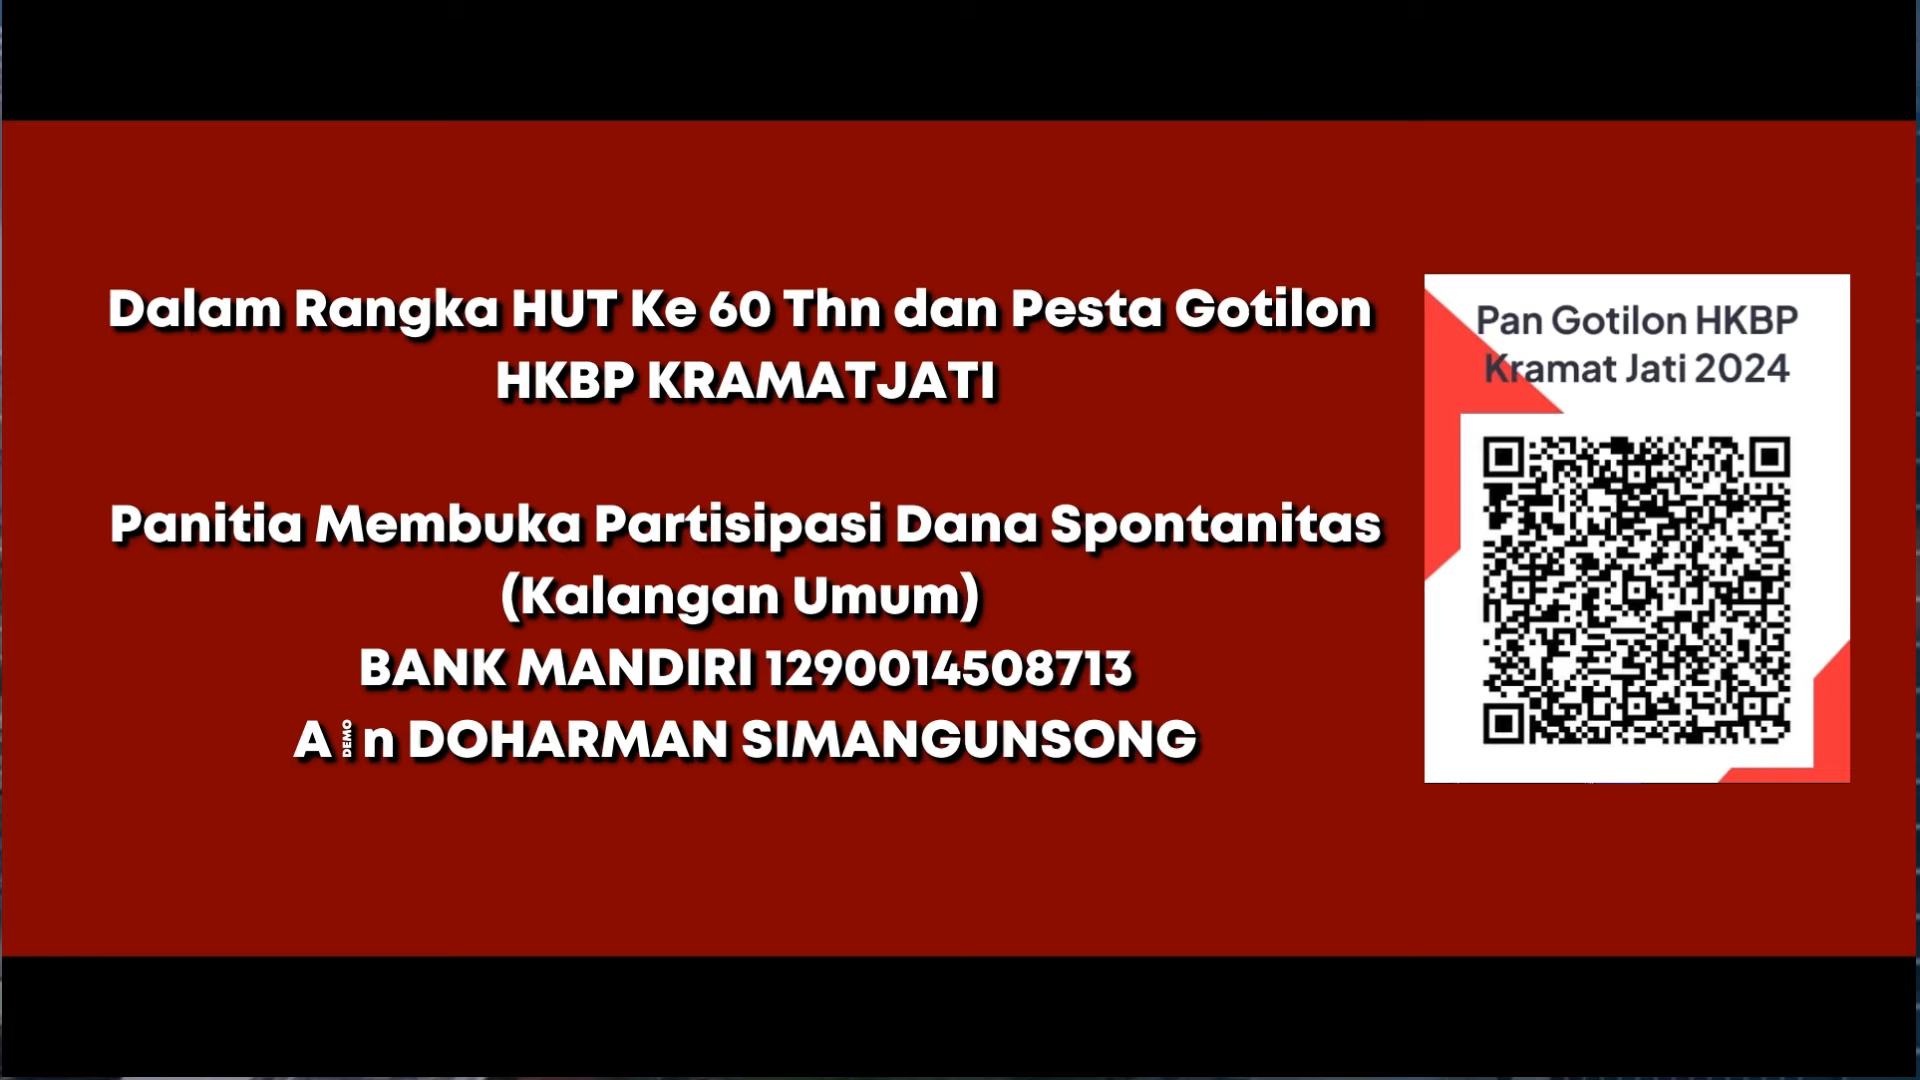 Dalam Rangka HUT Ke 60 Thn dan Pesta Gotilon
HKBP KRAMATJATI
Panitia Membuka Partisipasi Dana Spontanitas
(Kalangan Umum)
BANK MANDIRI 1290014508713
A DEMO n DOHARMAN SIMANGUNSONG
Pan Gotilon HKBP
Kramat Jati 2024